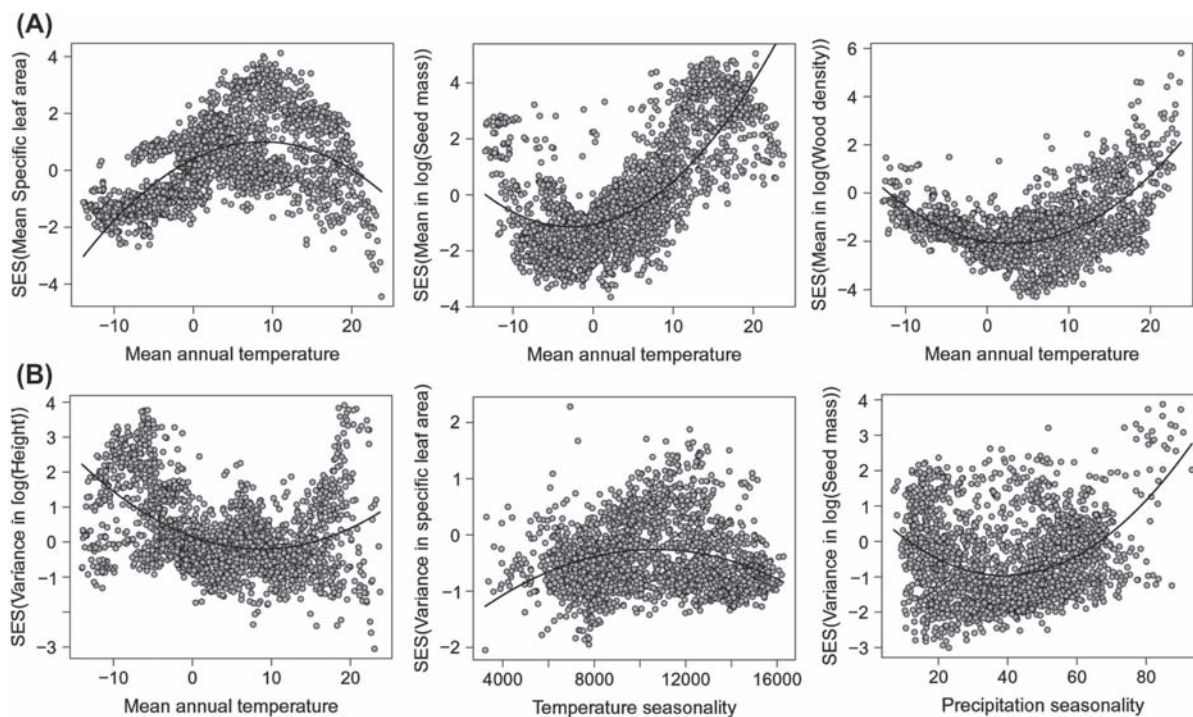 (A)
SES(Mean Specific leaf area)
4
2
0
−2
−4
−10 0 10 20
Mean annual temperature
SES(Mean in log(Seed mass))
4
2
0
−2
−4
−10 0 10 20
Mean annual temperature
SES(Mean in log(Wood density))
6
4
2
0
−2
−4
−10 0 10 20
Mean annual temperature
(B)
SES(Variance in log(Height))
4
3
2
1
0
−1
−3
−10 0 10 20
Mean annual temperature
SES(Variance in specific leaf area)
2
1
0
−1
−2
4000 8000 12000 16000
Temperature seasonality
SES(Variance in log(Seed mass))
4
3
2
1
0
−1
−2
−3
20 40 60 80
Precipitation seasonality